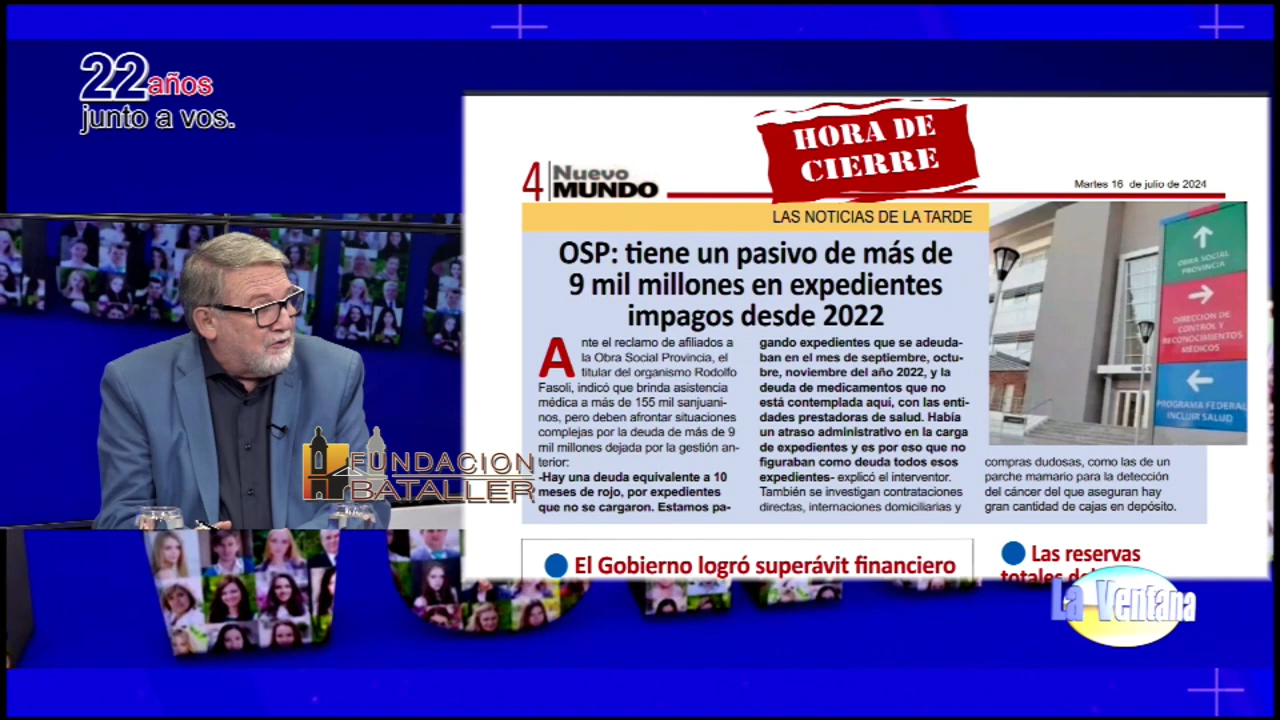 22 años
junto a vos.
HORA DE
CIERRE
4 Nuevo
MUNDO
Martes 16 de julio de 2024
LAS NOTICIAS DE LA TARDE
OSP: tiene un pasivo de más de
9 mil millones en expedientes
impagos desde 2022
Ante el reclamo de afiliados a
la Obra Social Provincia, el
titular del organismo Rodolfo
Fasoli, indicó que brinda asistencia
médica a más de 155 mil sanjuani-
nos, pero deben afrontar situaciones
complejas por la deuda de más de 9
mil millones dejada por la gestión an-
terior:
-Hay una deuda equivalente a 10
meses de rojo, por expedientes
que no se cargaron. Estamos pa-
gando expedientes que se adeuda-
ban en el mes de septiembre, octu-
bre, noviembre del año 2022, y la
deuda de medicamentos que no
está contemplada aquí, con las enti-
dades prestadoras de salud. Había
un atraso administrativo en la carga
de expedientes y es por eso que no
figuraban como deuda todos esos
expedientes- explicó el interventor.
También se investigan contrataciones
directas, internaciones domiciliarias y
compras dudosas, como las de un
parche mamario para la detección
del cáncer del que aseguran hay
gran cantidad de cajas en depósito.
OBRA SOCIAL
PROVINCIA
DIRECCION DE
CONTROL Y
RECONOCIMIENTOS
MÉDICOS
PROGRAMA FEDERAL
INCLUIR SALUD
El Gobierno logró superávit financiero
Las reservas
totales
FUNDACION
BATALLER
La Ventana